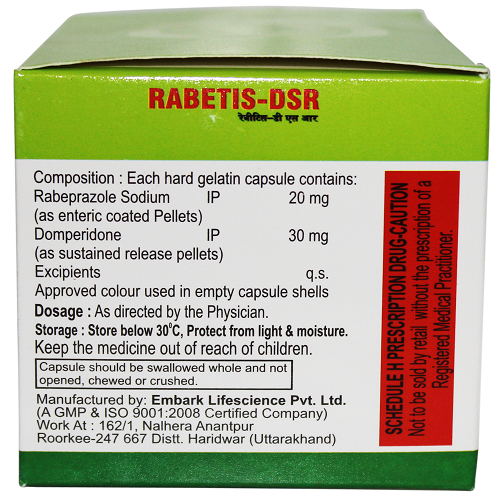 RABETIS-DSR
रेबीटिस-डी एस आर
Composition : Each hard gelatin capsule contains:
Rabeprazole Sodium IP 20 mg
(as enteric coated Pellets)
Domperidone IP 30 mg
(as sustained release pellets)
Excipients q.s.
Approved colour used in empty capsule shells
Dosage : As directed by the Physician.
Storage : Store below 30⁰C, Protect from light & moisture.
Keep the medicine out of reach of children.
Capsule should be swallowed whole and not
opened, chewed or crushed.
Manufactured by: Embark Lifescience Pvt. Ltd.
(A GMP & ISO 9001:2008 Certified Company)
Work At : 162/1, Nalhera Anantpur
Roorkee-247 667 Distt. Haridwar (Uttarakhand)
SCHEDULE H PRESCRIPTION DRUG-CAUTION
Not to be sold by retail without the prescription of a
Registered Medical Practitioner.